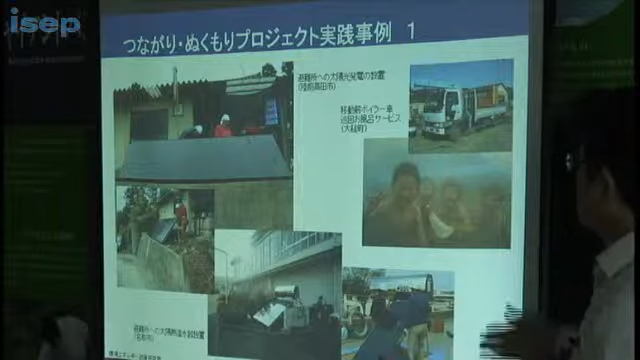 isep
つながり・ぬくもりプロジェクト実践事例 1
避難所への太陽光発電の設置
(陸前高田市)
移動餅ボイラー車
巡回お風呂サービス
(大槌町)
避難所への太陽熱温水器設置